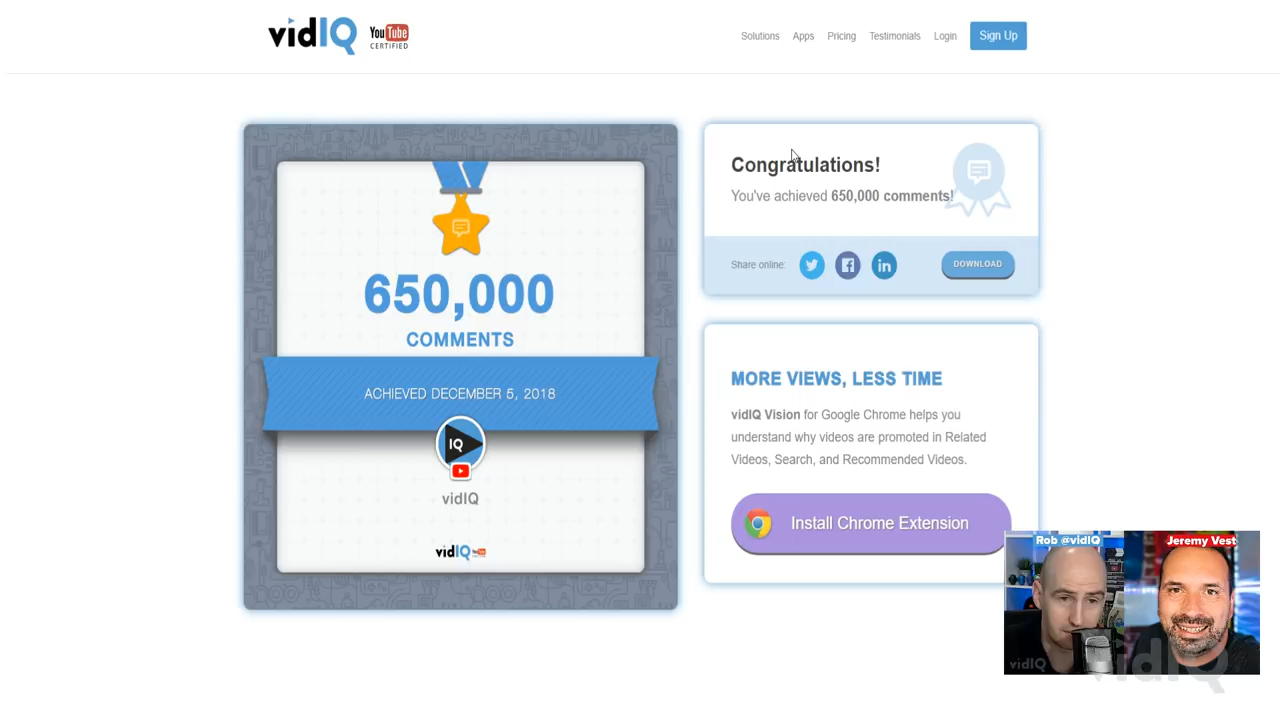 vidIQ
YouTube
CERTIFIED
Solutions
Apps
Pricing
Testimonials
Login
Sign Up
650,000
COMMENTS
ACHIEVED DECEMBER 5, 2018
IQ
vidIQ
vidIQ
Congratulations!
You've achieved 650,000 comments!
Share online:
DOWNLOAD
MORE VIEWS, LESS TIME
vidIQ Vision for Google Chrome helps you
understand why videos are promoted in Related
Videos, Search, and Recommended Videos.
Install Chrome Extension
Rob @vidIQ
Jeremy Vest
vidIQ
vidIQ